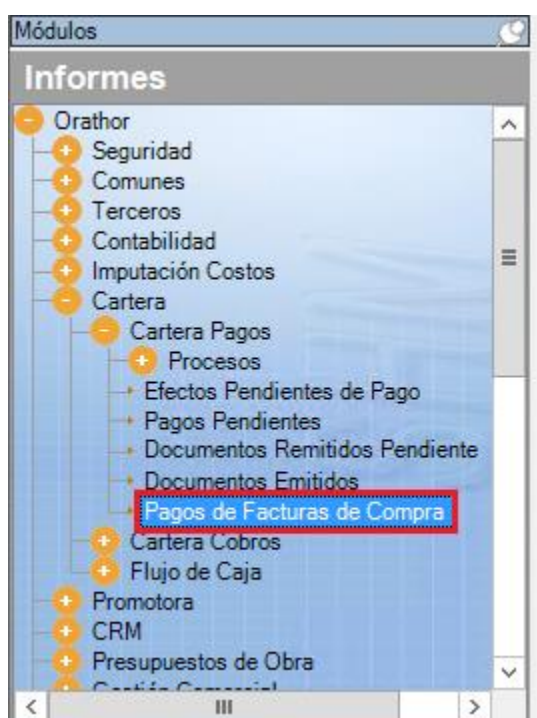 Módulos
Informes
Orathor
Seguridad
Comunes
Terceros
Contabilidad
Imputación Costos
Cartera
Cartera Pagos
Procesos
Efectos Pendientes de Pago
Pagos Pendientes
Documentos Remitidos Pendiente
Documentos Emitidos
Pagos de Facturas de Compra
Cartera Cobros
Flujo de Caja
Promotora
CRM
Presupuestos de Obra
Gestión Comercial